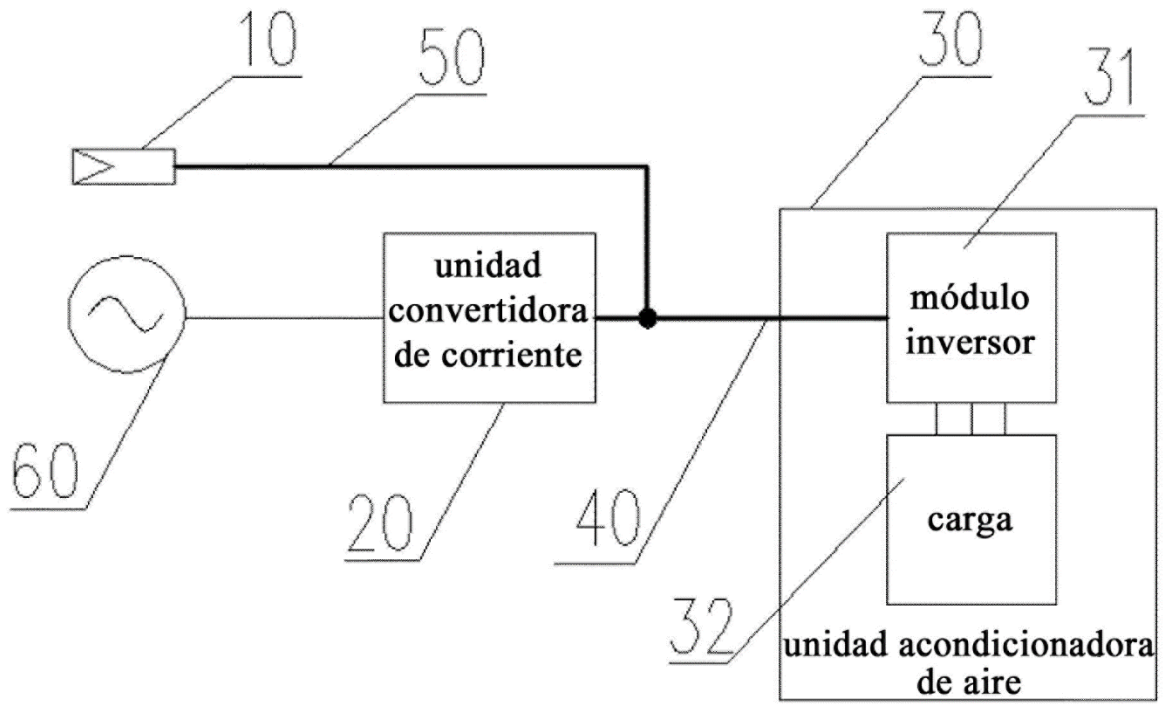 10
50
30
31
unidad
convertidora
de corriente
módulo
inversor
60
20
40
carga
32
unidad acondicionadora
de aire